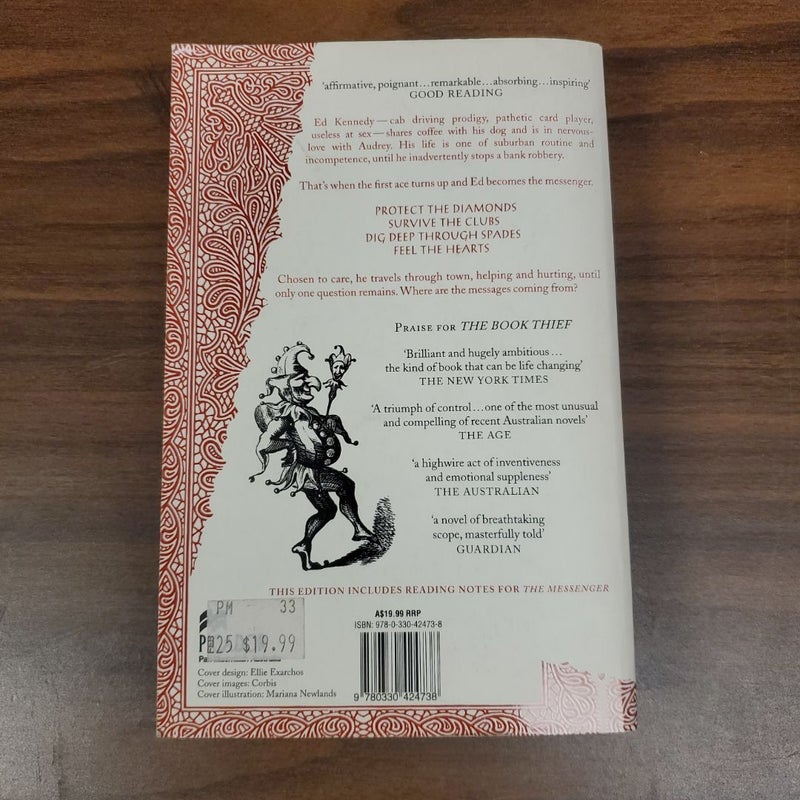 'affirmative, poignant...remarkable...absorbing...inspiring'
GOOD READING
Ed Kennedy—cab driving prodigy, pathetic card player,
useless at sex—shares coffee with his dog and is in nervous-
love with Audrey. His life is one of suburban routine and
incompetence, until he inadvertently stops a bank robbery.
That's when the first ace turns up and Ed becomes the messenger.
PROTECT THE DIAMONDS
SURVIVE THE CLUBS
DIG DEEP THROUGH SPADES
FEEL THE HEARTS
Chosen to care, he travels through town, helping and hurting, until
only one question remains. Where are the messages coming from?
PRAISE FOR THE BOOK THIEF
'Brilliant and hugely ambitious...
the kind of book that can be life changing'
THE NEW YORK TIMES
'A triumph of control...one of the most unusual
and compelling of recent Australian novels'
THE AGE
'a highwire act of inventiveness
and emotional suppleness'
THE AUSTRALIAN
'a novel of breathtaking
scope, masterfully told'
GUARDIAN
THIS EDITION INCLUDES READING NOTES FOR THE MESSENGER
PM 33
25 $19.99
Cover design: Ellie Exarchos
Cover images: Corbis
Cover illustration: Mariana Newlands
A$19.99 RRP
ISBN: 978-0-330-42473-8
9 780330 424738